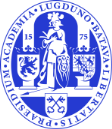 ACADEMIA · LUGDUNO · BATAVA · LIBERTATIS · PRAESIDIUM ·
15 75